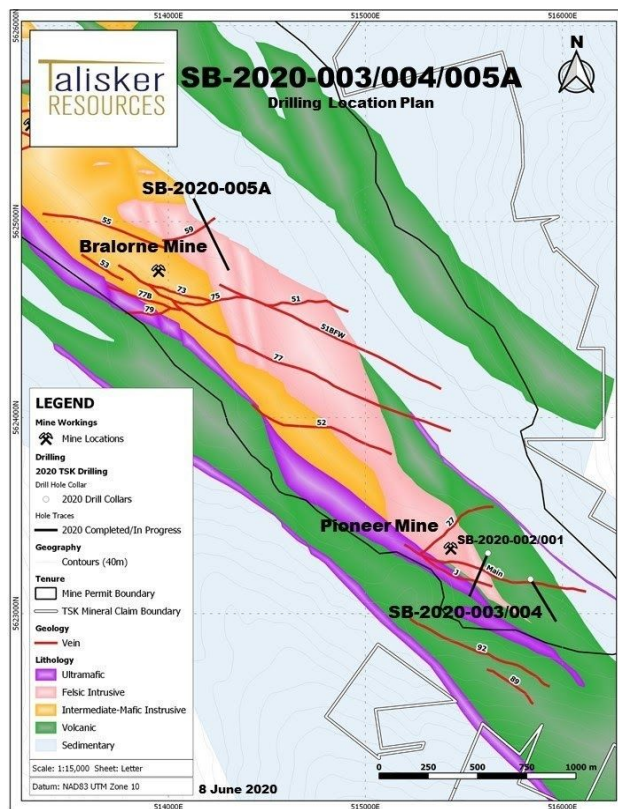 514000E
515000E
516000E
5626000N
5625000N
5624000N
5623000N
Talisker
RESOURCES
SB-2020-003/004/005A
Drilling Location Plan
N
SB-2020-005A
55
59
Bralorne Mine
53
73
77B
75
51
79
51BFW
77
52
Pioneer Mine
27
SB-2020-002/001
Main
J
SB-2020-003/004
92
89
LEGEND
Mine Workings
Mine Locations
Drilling
2020 TSK Drilling
Drill Hole Collar
2020 Drill Collars
Hole Traces
2020 Completed/In Progress
Geography
Contours (40m)
Tenure
Mine Permit Boundary
TSK Mineral Claim Boundary
Geology
Vein
Lithology
Ultramafic
Felsic Intrusive
Intermediate-Mafic Instrusive
Volcanic
Sedimentary
Scale: 1:15,000 Sheet: Letter
Datum: NAD83 UTM Zone 10
8 June 2020
0 250 500 750 1000 m
514000E
515000E
516000E